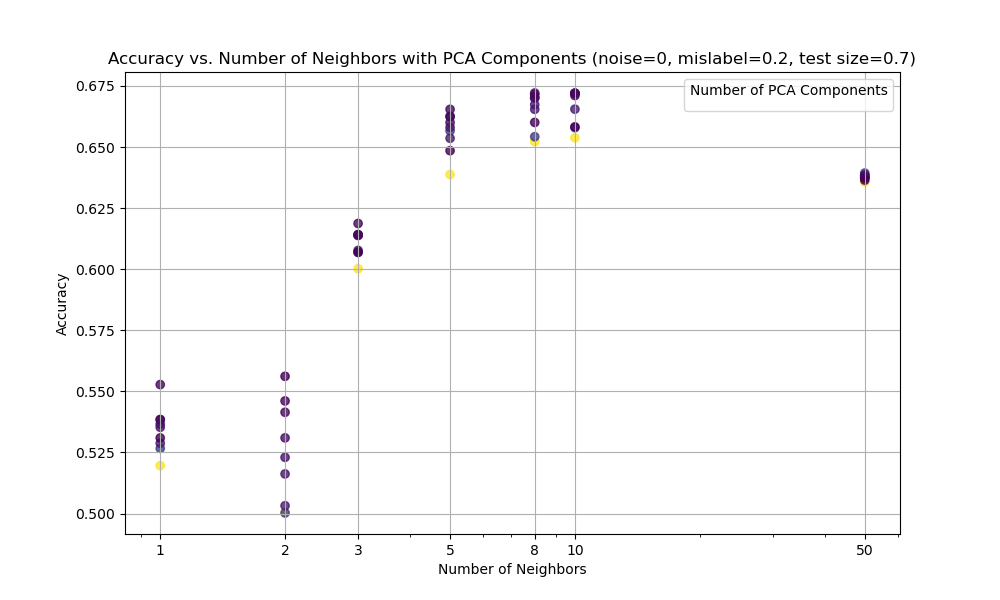 Accuracy vs. Number of Neighbors with PCA Components (noise=0, mislabel=0.2, test size=0.7)
Number of PCA Components
Accuracy
0.675
0.650
0.625
0.600
0.575
0.550
0.525
0.500
1 2 3 5 8 10 50
Number of Neighbors